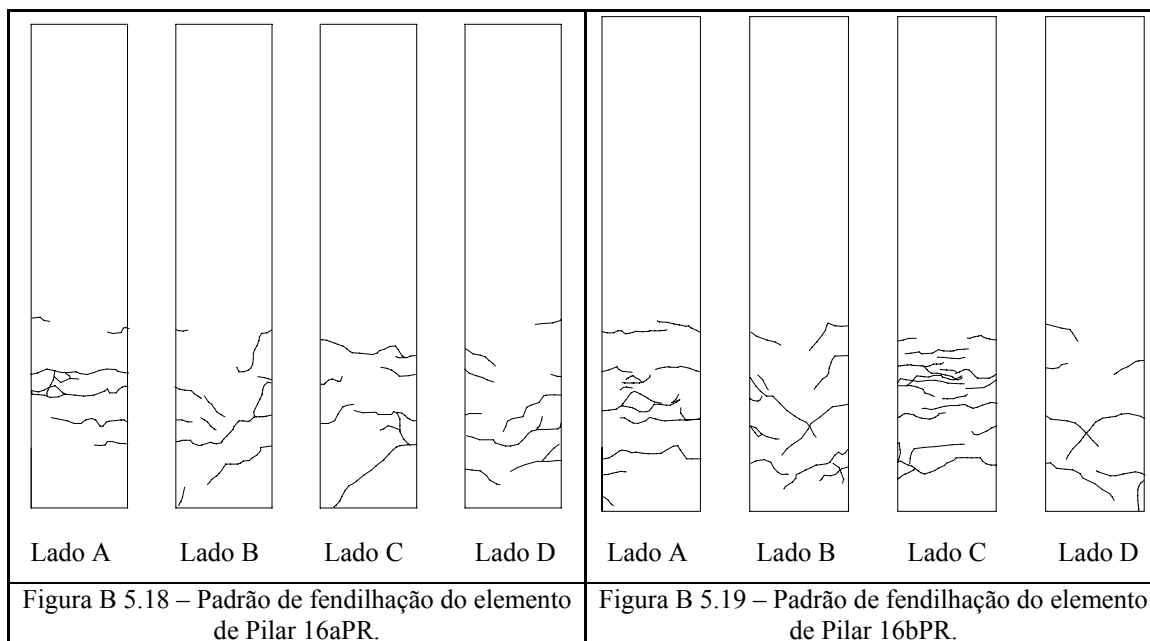 Lado A Lado B Lado C Lado D
Figura B 5.18 – Padrão de fendilhação do elemento
de Pilar 16aPR.
Lado A Lado B Lado C Lado D
Figura B 5.19 – Padrão de fendilhação do elemento
de Pilar 16bPR.